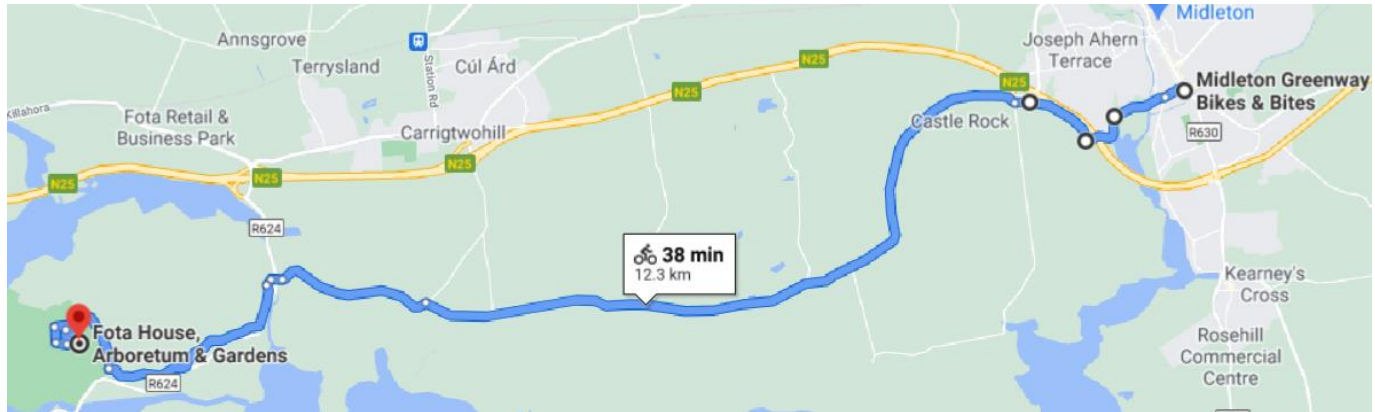 Midleton
Annsgrove
Joseph Ahern
Terrace
Terrysland
Station Rd
Cúl Árd
N25
N25
N25
Midleton Greenway
Bikes & Bites
Killahora
Fota Retail &
Business Park
Carrigtwohill
Castle Rock
R630
N25
N25
N25
R624
38 min
12.3 km
Kearney's
Cross
Fota House,
Arboretum & Gardens
Rosehill
Commercial
Centre
R624